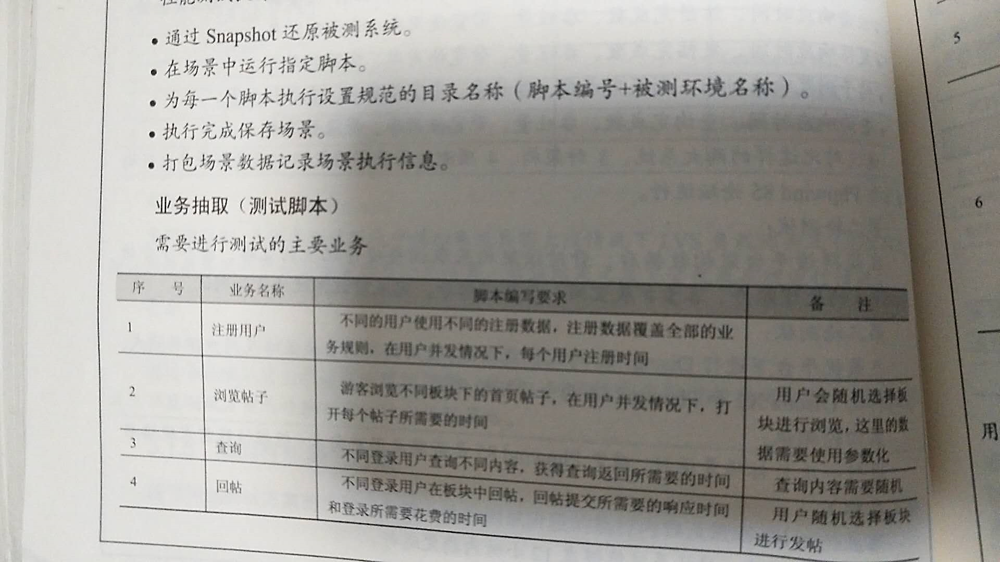 • 通过 Snapshot 还原被测系统。
• 在场景中运行指定脚本。
• 为每一个脚本执行设置规范的目录名称（脚本编号+被测环境名称）。
• 执行完成保存场景。
• 打包场景数据记录场景执行信息。
业务抽取（测试脚本）
需要进行测试的主要业务
序 号 业务名称 脚本编写要求 备 注
1 注册用户 不同的用户使用不同的注册数据，注册数据覆盖全部的业
务规则，在用户并发情况下，每个用户注册时间
2 浏览帖子 游客浏览不同板块下的首页帖子，在用户并发情况下，打
开每个帖子所需要的时间
用户会随机选择板
块进行浏览，这里的数
据需要使用参数化
3 查询 不同登录用户查询不同内容，获得查询返回所需要的时间 查询内容需要随机
4 回帖 不同登录用户在板块中回帖，回帖提交所需要的响应时间
和登录所需要花费的时间
用户随机选择板块
进行发帖
5
6
用